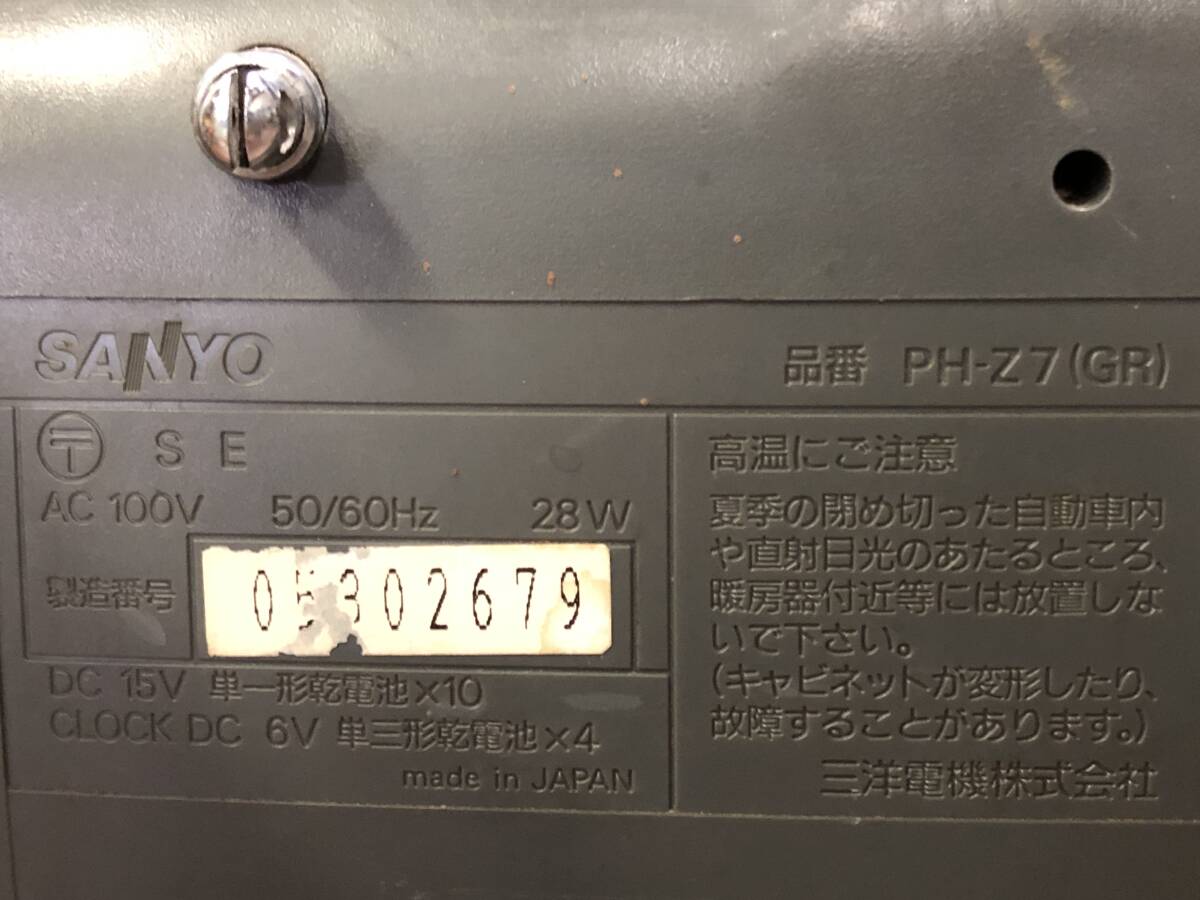 SANYO
品番 PH-Z7(GR)
〒 S E
AC 100V 50/60Hz 28W
製造番号 05302679
DC 15V 単一形乾電池×10
CLOCK DC 6V 単三形乾電池×4
made in JAPAN
高温にご注意
夏季の閉め切った自動車内
や直射日光のあたるところ、
暖房器付近等には放置しな
いで下さい。
(キャビネットが変形したり、
故障することがあります。)
三洋電機株式会社